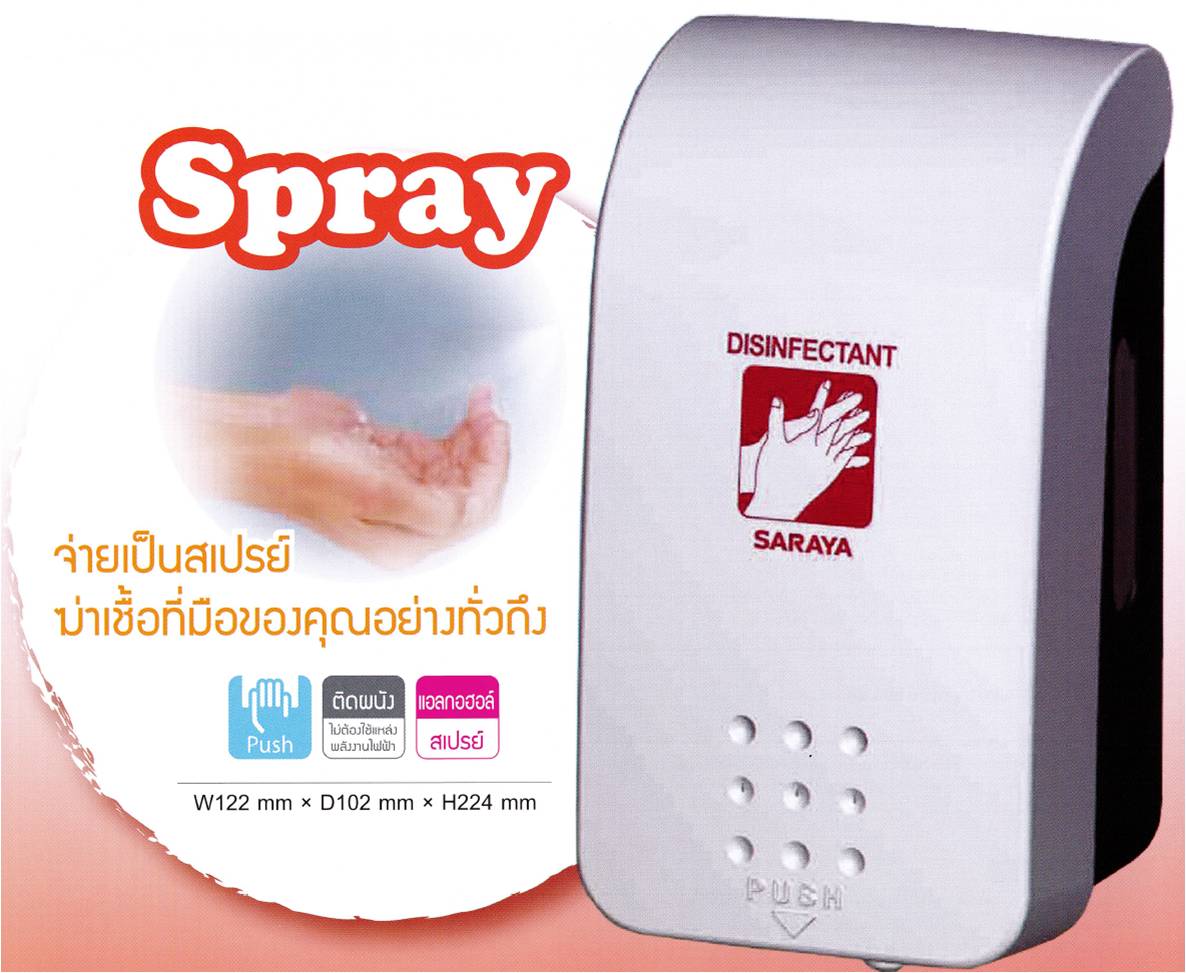 Spray
จ่ายเป็นสเปรย์
ฆ่าเชื้อที่มือของคุณอย่างทั่วถึง
Push
ติดผนัง
ไม่ต้องใช้แหล่ง
พลังงานไฟฟ้า
แอลกอฮอล์
สเปรย์
W122 mm × D102 mm × H224 mm
DISINFECTANT
SARAYA
PUSH